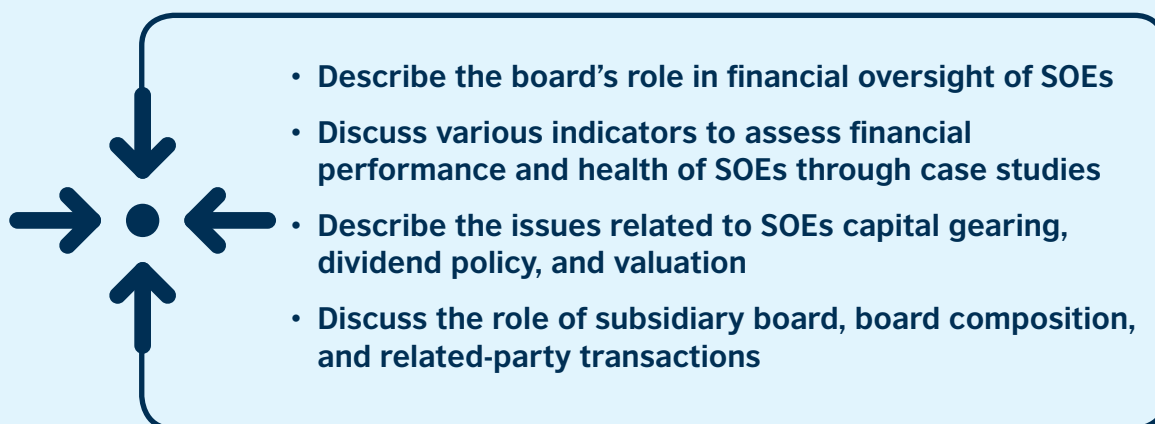 • Describe the board’s role in financial oversight of SOEs
• Discuss various indicators to assess financial
performance and health of SOEs through case studies
• Describe the issues related to SOEs capital gearing,
dividend policy, and valuation
• Discuss the role of subsidiary board, board composition,
and related-party transactions